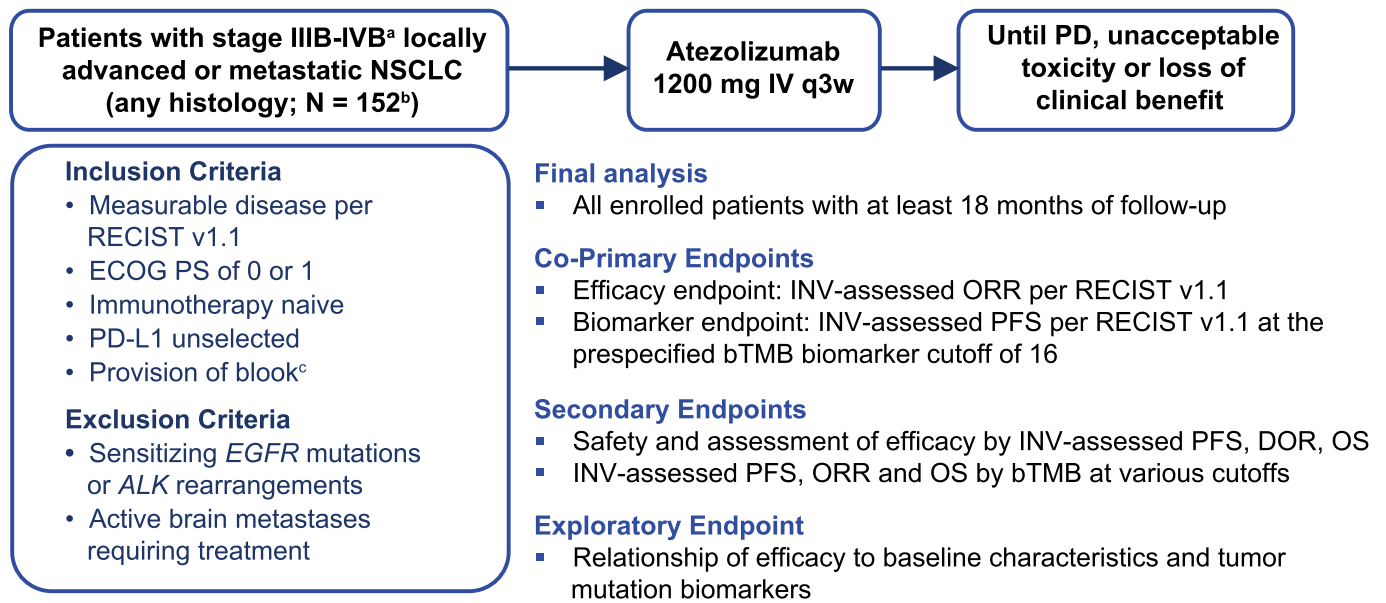 Patients with stage IIIB-IVBᵃ locally
advanced or metastatic NSCLC
(any histology; N = 152ᵇ)
Atezolizumab
1200 mg IV q3w
Until PD, unacceptable
toxicity or loss of
clinical benefit
Inclusion Criteria
• Measurable disease per
RECIST v1.1
• ECOG PS of 0 or 1
• Immunotherapy naive
• PD-L1 unselected
• Provision of blookᶜ
Exclusion Criteria
• Sensitizing EGFR mutations
or ALK rearrangements
• Active brain metastases
requiring treatment
Final analysis
▪ All enrolled patients with at least 18 months of follow-up
Co-Primary Endpoints
▪ Efficacy endpoint: INV-assessed ORR per RECIST v1.1
▪ Biomarker endpoint: INV-assessed PFS per RECIST v1.1 at the
prespecified bTMB biomarker cutoff of 16
Secondary Endpoints
▪ Safety and assessment of efficacy by INV-assessed PFS, DOR, OS
▪ INV-assessed PFS, ORR and OS by bTMB at various cutoffs
Exploratory Endpoint
▪ Relationship of efficacy to baseline characteristics and tumor
mutation biomarkers